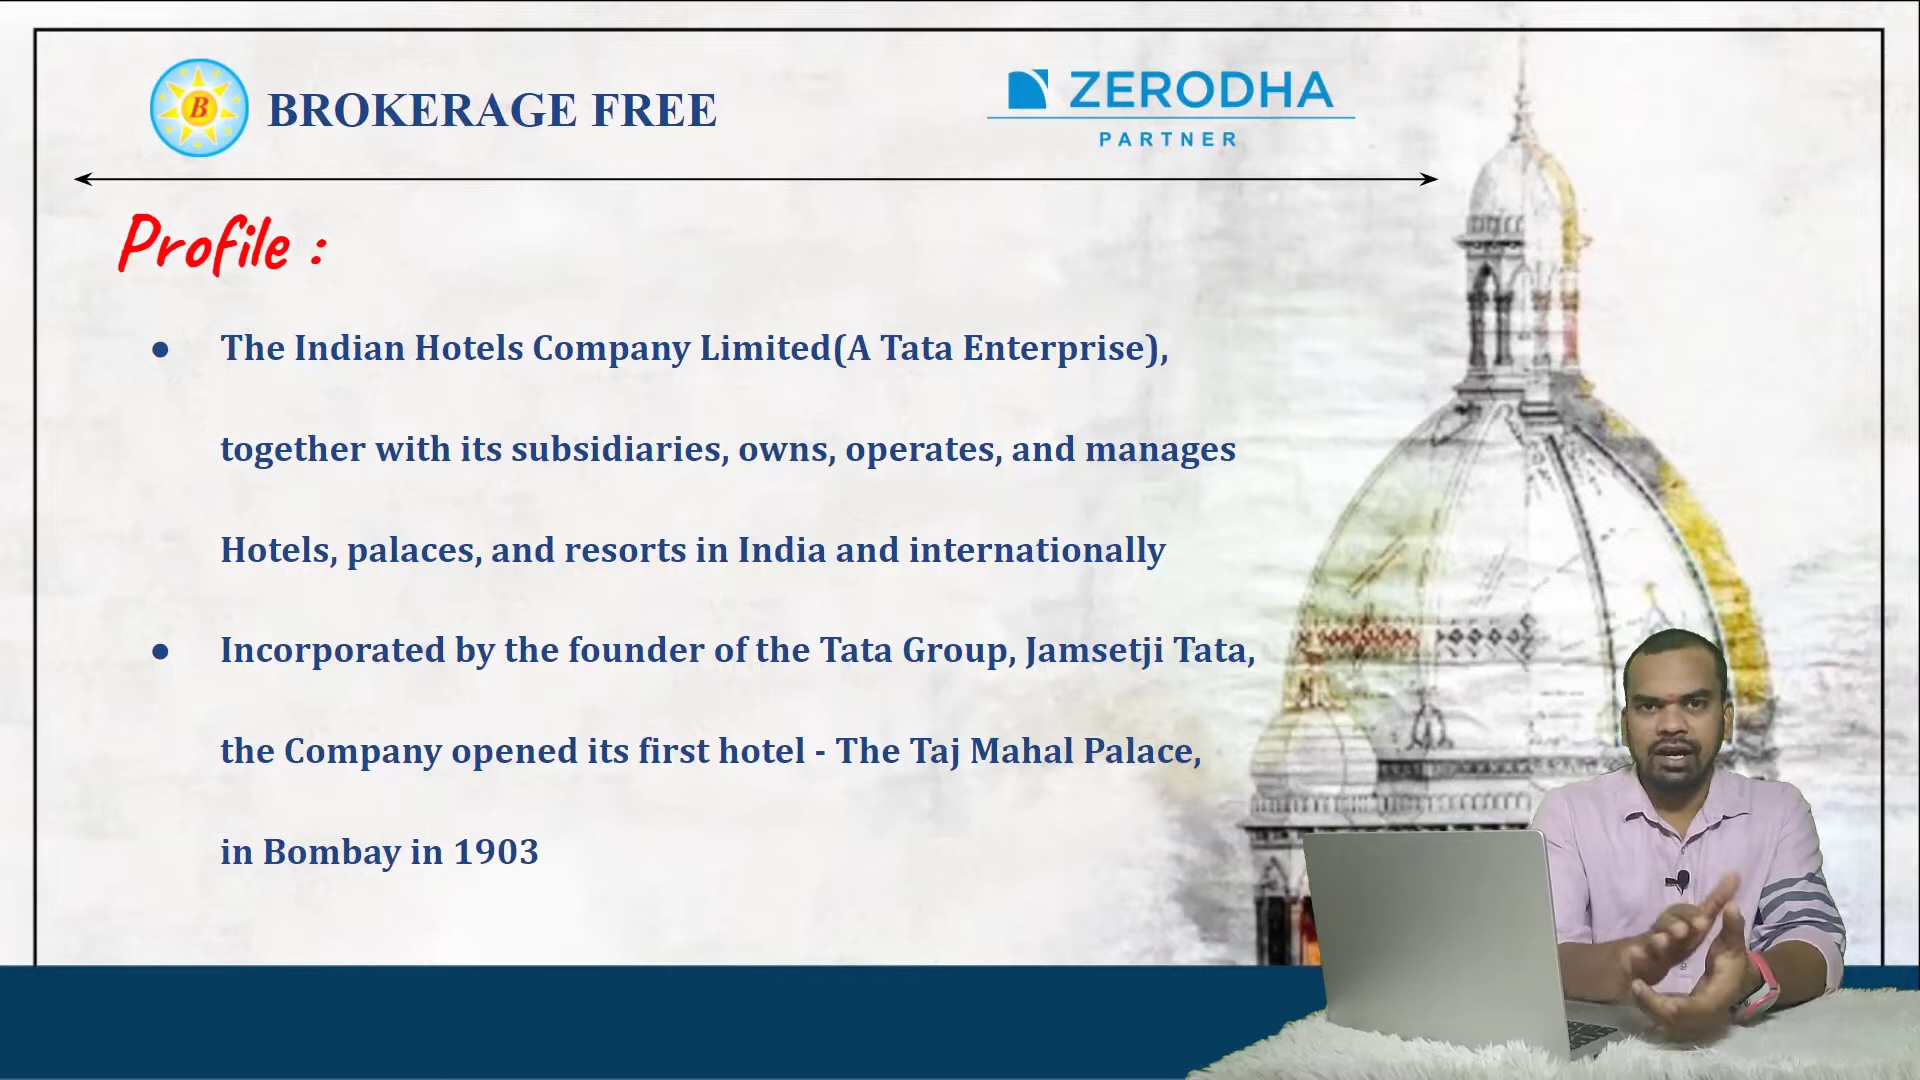 B BROKERAGE FREE
ZERODHA
PARTNER
Profile :
● The Indian Hotels Company Limited(A Tata Enterprise),
together with its subsidiaries, owns, operates, and manages
Hotels, palaces, and resorts in India and internationally
● Incorporated by the founder of the Tata Group, Jamsetji Tata,
the Company opened its first hotel - The Taj Mahal Palace,
in Bombay in 1903